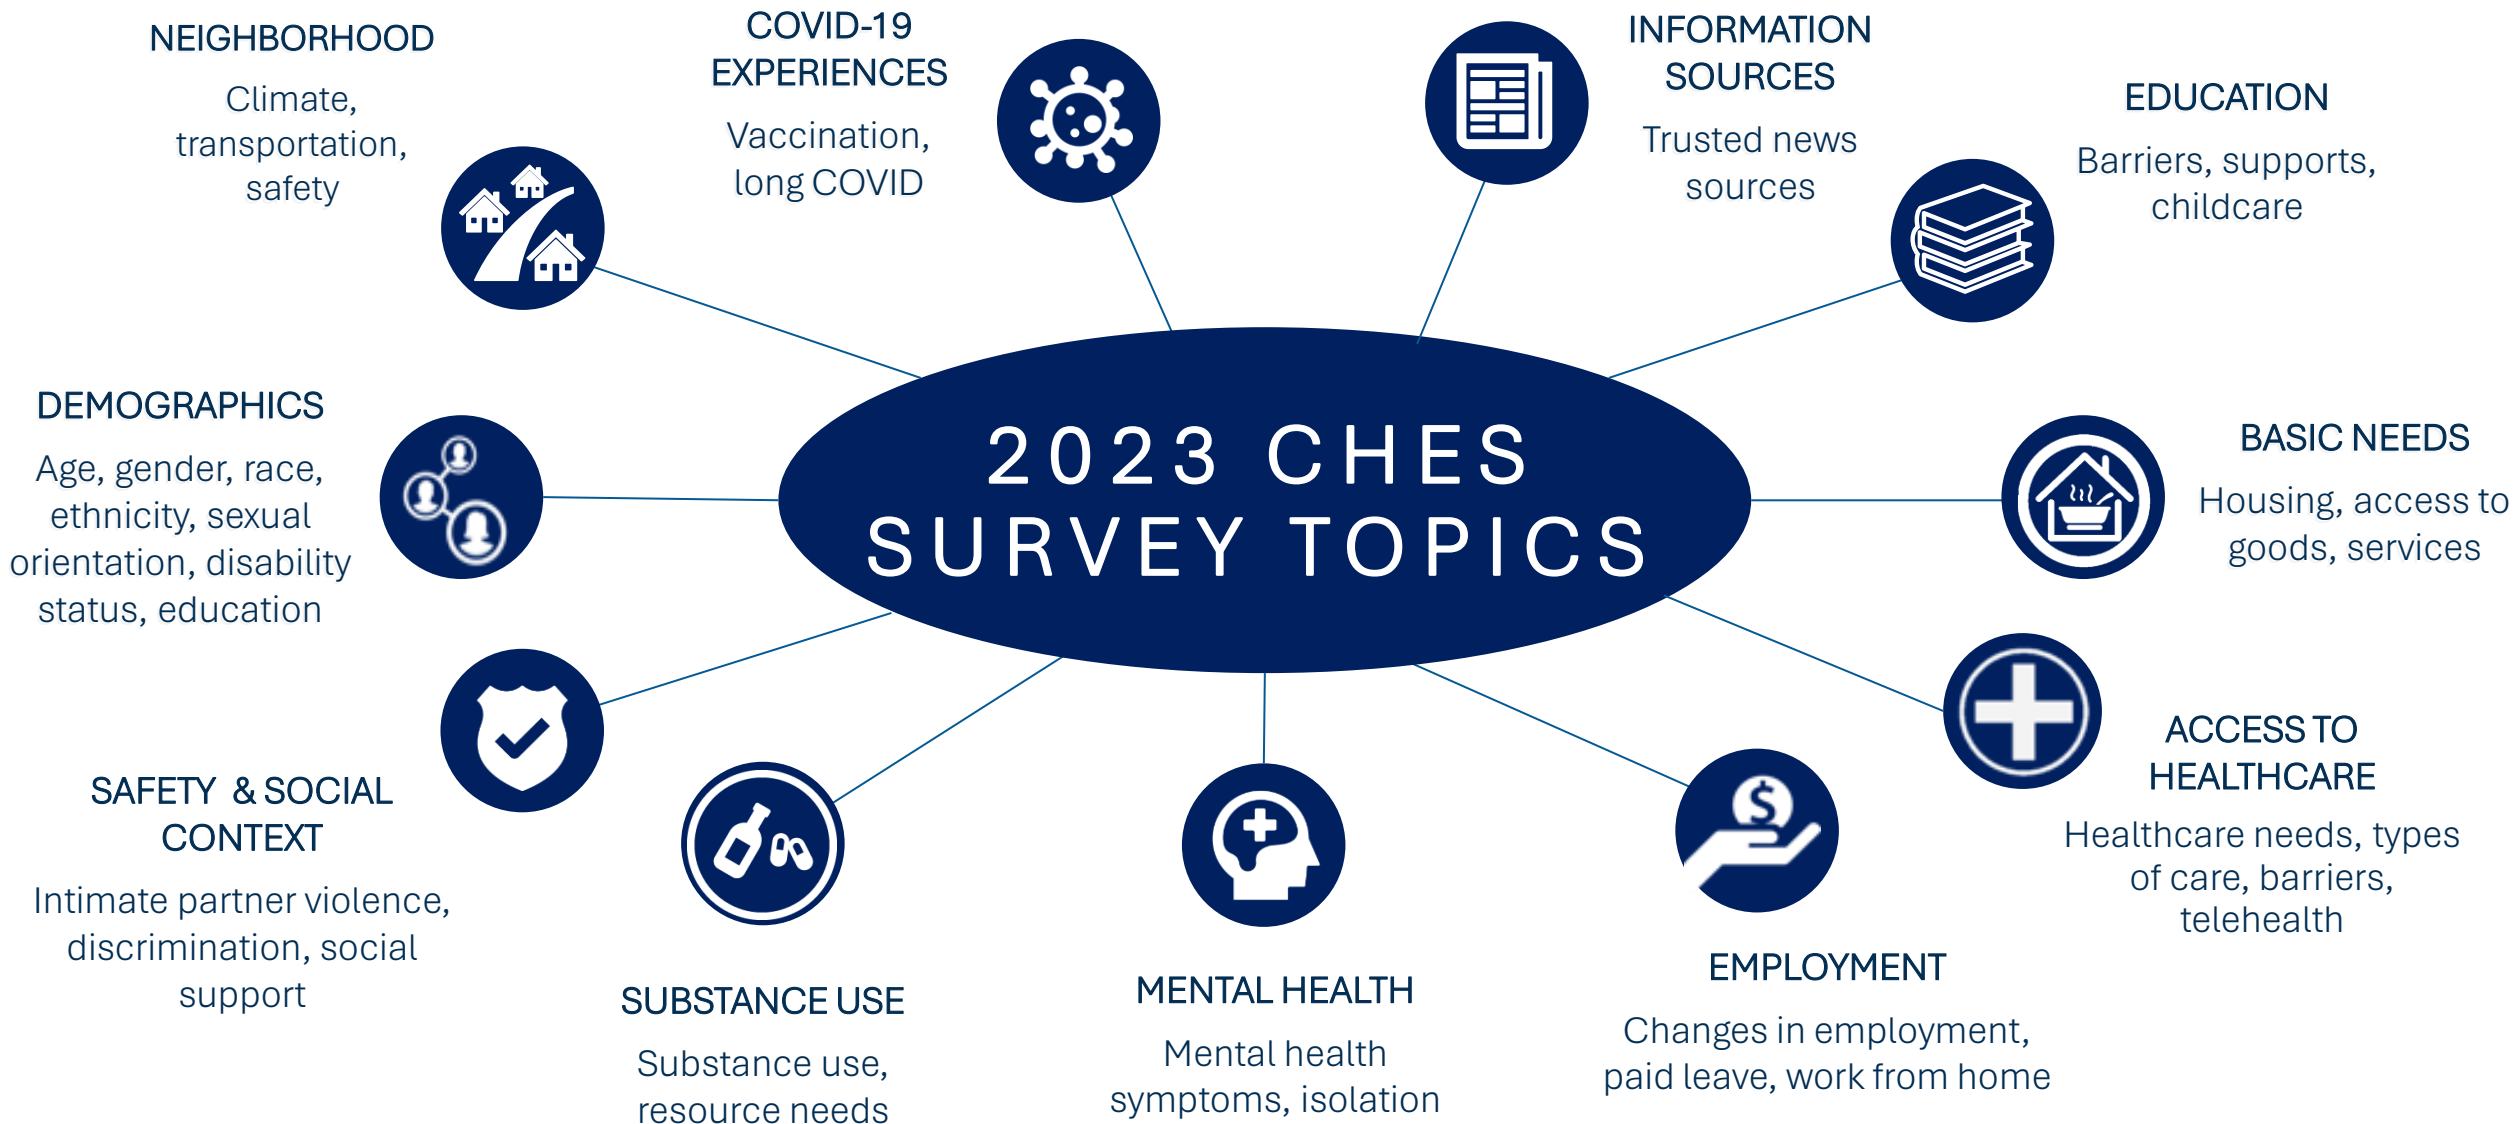 NEIGHBORHOOD
Climate,
transportation,
safety
COVID-19
EXPERIENCES
Vaccination,
long COVID
INFORMATION
SOURCES
Trusted news
sources
EDUCATION
Barriers, supports,
childcare
DEMOGRAPHICS
Age, gender, race,
ethnicity, sexual
orientation, disability
status, education
2023 CHES
SURVEY TOPICS
BASIC NEEDS
Housing, access to
goods, services
ACCESS TO
HEALTHCARE
Healthcare needs, types
of care, barriers,
telehealth
SAFETY & SOCIAL
CONTEXT
Intimate partner violence,
discrimination, social
support
SUBSTANCE USE
Substance use,
resource needs
MENTAL HEALTH
Mental health
symptoms, isolation
$
EMPLOYMENT
Changes in employment,
paid leave, work from home